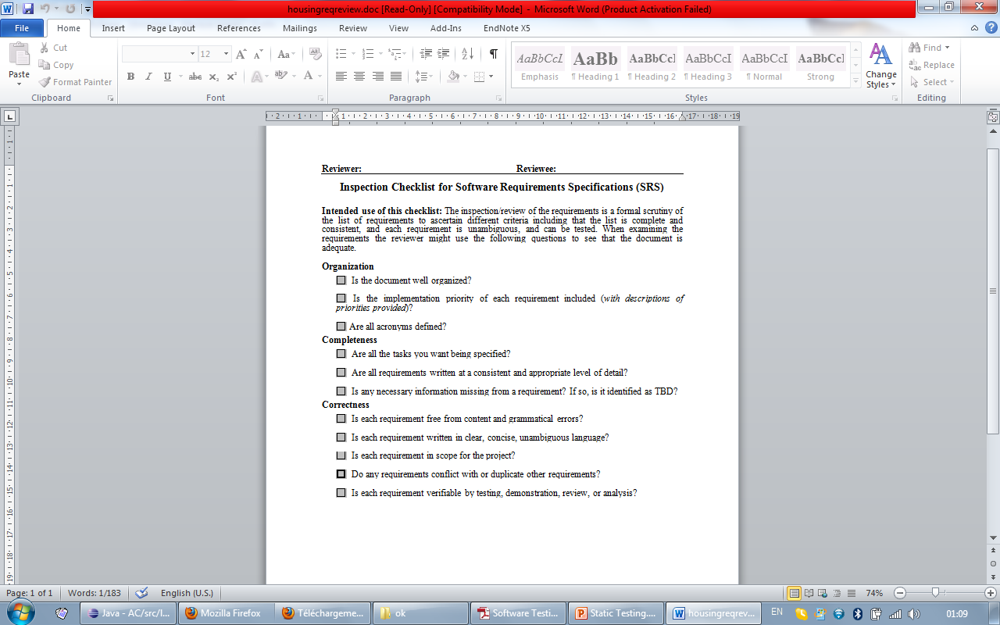 housingreqreview.doc [Read-Only] [Compatibility Mode] - Microsoft Word (Product Activation Failed)
File Home Insert Page Layout References Mailings Review View Add-Ins EndNote X5
Paste
Cut
Copy
Format Painter
12
AaBbCcI AaBb AaBbCc AaBbCcI AaBbCcI AaBbCcI
Emphasis ¶ Heading 1 ¶ Heading 2 ¶ Heading 3 ¶ Normal Strong
Change Styles
Find
Replace
Select
Clipboard Font Paragraph Styles Editing
Reviewer: Reviewee:
Inspection Checklist for Software Requirements Specifications (SRS)
Intended use of this checklist: The inspection/review of the requirements is a formal scrutiny of
the list of requirements to ascertain different criteria including that the list is complete and
consistent, and each requirement is unambiguous, and can be tested. When examining the
requirements the reviewer might use the following questions to see that the document is
adequate.
Organization
Is the document well organized?
Is the implementation priority of each requirement included (with descriptions of
priorities provided)?
Are all acronyms defined?
Completeness
Are all the tasks you want being specified?
Are all requirements written at a consistent and appropriate level of detail?
Is any necessary information missing from a requirement? If so, is it identified as TBD?
Correctness
Is each requirement free from content and grammatical errors?
Is each requirement written in clear, concise, unambiguous language?
Is each requirement in scope for the project?
Do any requirements conflict with or duplicate other requirements?
Is each requirement verifiable by testing, demonstration, review, or analysis?
Page: 1 of 1 Words: 1/183 English (U.S.) 74%
Java - AC/src/I... Mozilla Firefox Téléchargeme... ok Software Testi... Static Testing.... housingreqrev... EN 01:09